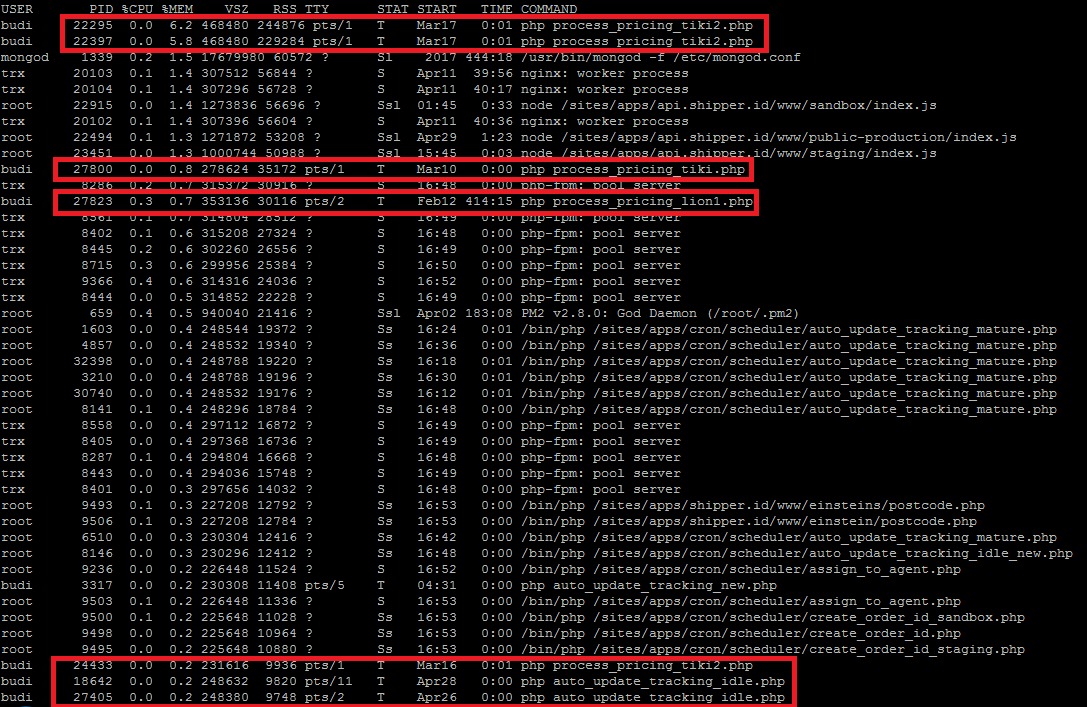 USER PID %CPU %MEM VSZ RSS TTY STAT START TIME COMMAND
budi 22295 0.0 6.2 468480 244876 pts/1 T Mar17 0:01 php process_pricing_tiki2.php
budi 22397 0.0 5.8 468480 229284 pts/1 T Mar17 0:01 php process_pricing_tiki2.php
mongod 1339 0.2 1.5 17679980 60572 ? Sl 2017 444:18 /usr/bin/mongod -f /etc/mongod.conf
trx 20103 0.1 1.4 307512 56844 ? S Apr11 39:56 nginx: worker process
trx 20104 0.1 1.4 307296 56728 ? S Apr11 40:17 nginx: worker process
root 22915 0.0 1.4 1273836 56696 ? Ssl 01:45 0:33 node /sites/apps/api.shipper.id/www/sandbox/index.js
trx 20102 0.1 1.4 307396 56604 ? S Apr11 40:36 nginx: worker process
root 22494 0.1 1.3 1271872 53208 ? Ssl Apr29 1:23 node /sites/apps/api.shipper.id/www/public-production/index.js
root 23451 0.0 1.3 1000744 50988 ? Ssl 15:45 0:03 node /sites/apps/api.shipper.id/www/staging/index.js
budi 27800 0.0 0.8 278624 35172 pts/1 T Mar10 0:00 php process_pricing_tiki.php
trx 8286 0.2 0.7 315372 30916 ? S 16:48 0:00 php-fpm: pool server
budi 27823 0.3 0.7 353136 30116 pts/2 T Feb12 414:15 php process_pricing_lion1.php
trx 8561 0.1 0.7 314804 28512 ? S 16:49 0:00 php-fpm: pool server
trx 8402 0.1 0.6 315208 27324 ? S 16:48 0:00 php-fpm: pool server
trx 8445 0.2 0.6 302260 26556 ? S 16:49 0:00 php-fpm: pool server
trx 8715 0.3 0.6 299956 25384 ? S 16:50 0:00 php-fpm: pool server
trx 9366 0.4 0.6 314316 24036 ? S 16:52 0:00 php-fpm: pool server
trx 8444 0.0 0.5 314852 22228 ? S 16:49 0:00 php-fpm: pool server
root 659 0.4 0.5 940040 21416 ? Ssl Apr02 183:08 PM2 v2.8.0: God Daemon (/root/.pm2)
root 1603 0.0 0.4 248544 19372 ? Ss 16:24 0:01 /bin/php /sites/apps/cron/scheduler/auto_update_tracking_mature.php
root 4857 0.0 0.4 248532 19340 ? Ss 16:36 0:00 /bin/php /sites/apps/cron/scheduler/auto_update_tracking_mature.php
root 32398 0.0 0.4 248788 19220 ? Ss 16:18 0:01 /bin/php /sites/apps/cron/scheduler/auto_update_tracking_mature.php
root 3210 0.0 0.4 248788 19196 ? Ss 16:30 0:01 /bin/php /sites/apps/cron/scheduler/auto_update_tracking_mature.php
root 30740 0.0 0.4 248532 19176 ? Ss 16:12 0:01 /bin/php /sites/apps/cron/scheduler/auto_update_tracking_mature.php
root 8141 0.1 0.4 248296 18784 ? Ss 16:48 0:00 /bin/php /sites/apps/cron/scheduler/auto_update_tracking_mature.php
trx 8558 0.0 0.4 297112 16872 ? S 16:49 0:00 php-fpm: pool server
trx 8405 0.0 0.4 297368 16736 ? S 16:49 0:00 php-fpm: pool server
trx 8287 0.1 0.4 294804 16668 ? S 16:48 0:00 php-fpm: pool server
trx 8443 0.0 0.4 294036 15748 ? S 16:49 0:00 php-fpm: pool server
trx 8401 0.0 0.3 297656 14032 ? S 16:48 0:00 php-fpm: pool server
root 9493 0.1 0.3 227208 12792 ? Ss 16:53 0:00 /bin/php /sites/apps/shipper.id/www/einsteins/postcode.php
root 9506 0.1 0.3 227208 12784 ? Ss 16:53 0:00 /bin/php /sites/apps/shipper.id/www/einstein/postcode.php
root 6510 0.0 0.3 230304 12416 ? Ss 16:42 0:00 /bin/php /sites/apps/cron/scheduler/auto_update_tracking_mature.php
root 8146 0.0 0.3 230296 12412 ? Ss 16:48 0:00 /bin/php /sites/apps/cron/scheduler/auto_update_tracking_idle_new.php
root 9236 0.0 0.2 226448 11524 ? Ss 16:52 0:00 /bin/php /sites/apps/cron/scheduler/assign_to_agent.php
budi 3317 0.0 0.2 230308 11408 pts/5 T 04:31 0:00 php auto_update_tracking_new.php
root 9503 0.1 0.2 226448 11336 ? S 16:53 0:00 /bin/php /sites/apps/cron/scheduler/assign_to_agent.php
root 9500 0.1 0.2 225648 11028 ? Ss 16:53 0:00 /bin/php /sites/apps/cron/scheduler/create_order_id_sandbox.php
root 9498 0.0 0.2 225648 10964 ? Ss 16:53 0:00 /bin/php /sites/apps/cron/scheduler/create_order_id.php
root 9495 0.0 0.2 225648 10880 ? Ss 16:53 0:00 /bin/php /sites/apps/cron/scheduler/create_order_id_staging.php
budi 24433 0.0 0.2 231616 9936 pts/1 T Mar16 0:01 php process_pricing_tiki2.php
budi 18642 0.0 0.2 248632 9820 pts/11 T Apr28 0:00 php auto_update_tracking_idle.php
budi 27405 0.0 0.2 248380 9748 pts/2 T Apr26 0:00 php auto_update_tracking_idle.php